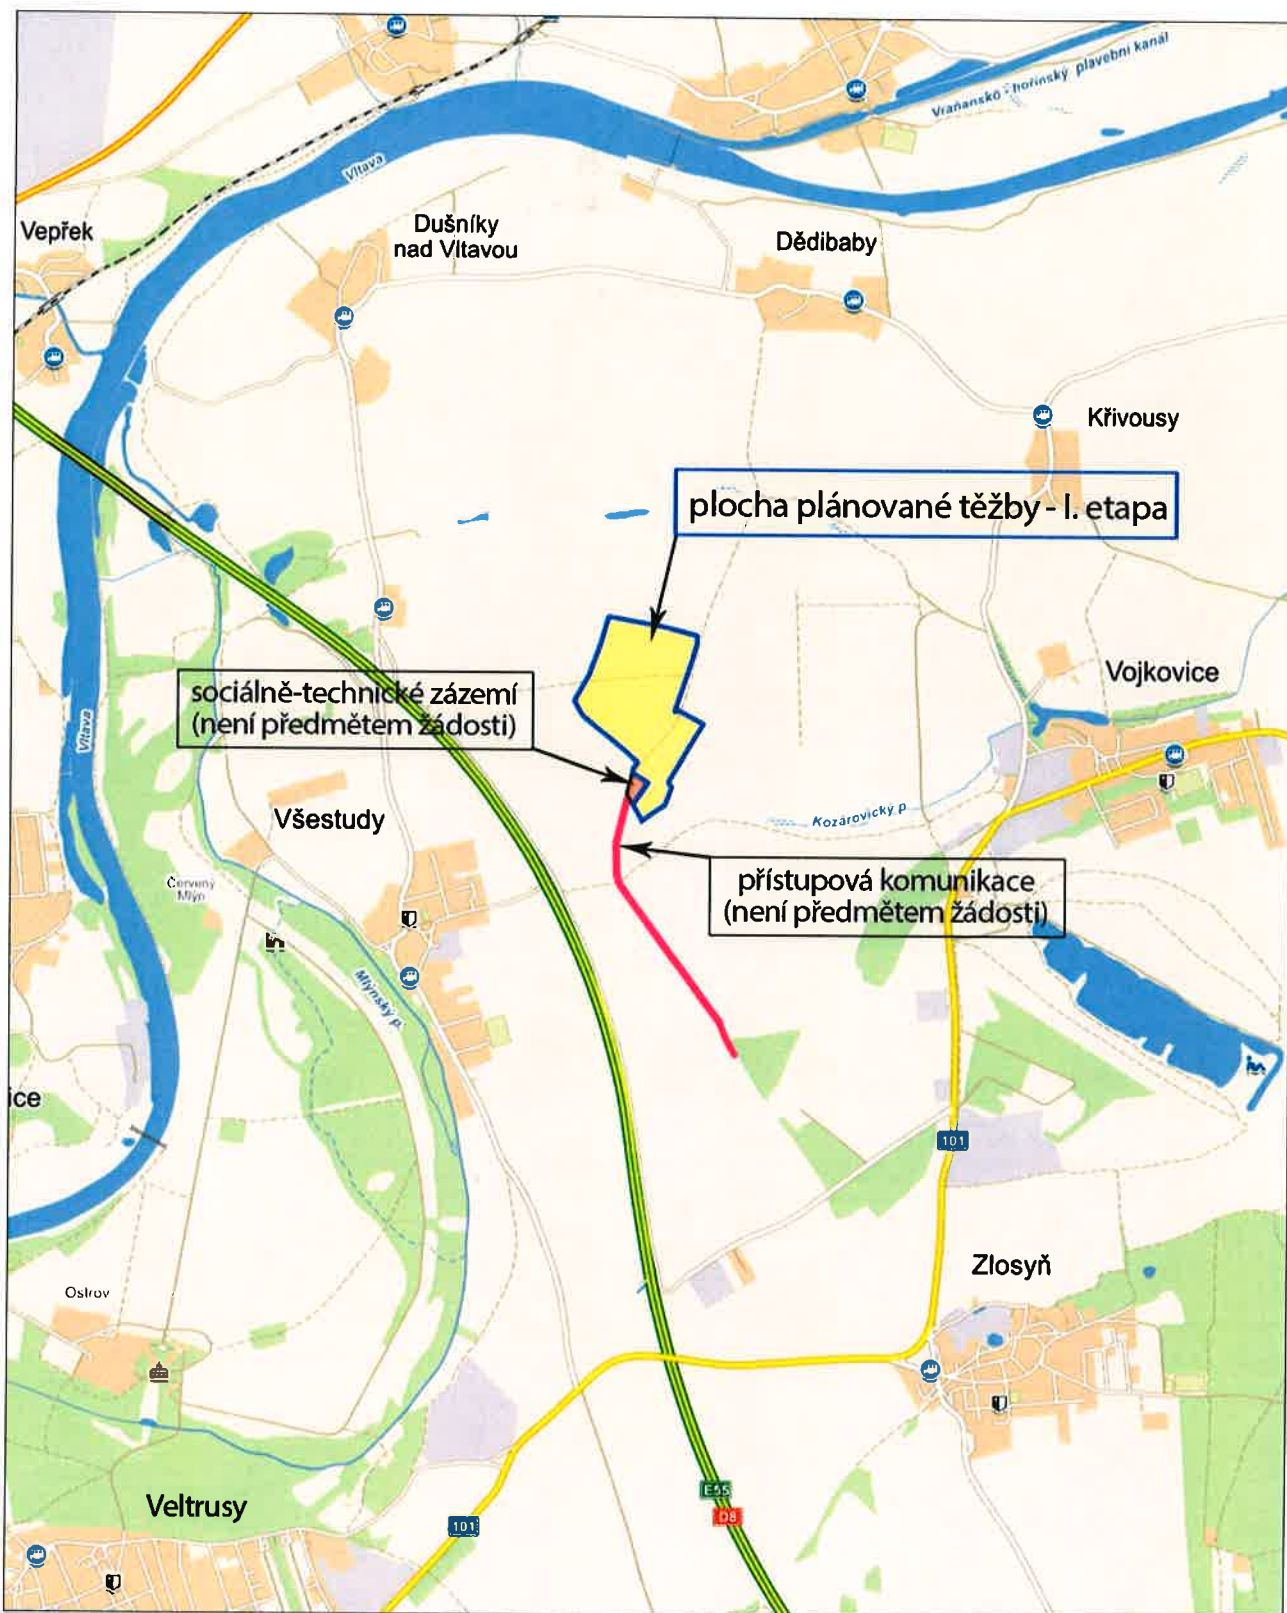 Vraňansko - hořínský plavební kanál
Vltava
Vepřek
Dušníky
nad Vltavou
Dědibaby
Křivousy
plocha plánované těžby - I. etapa
sociálně-technické zázemí
(není předmětem žádosti)
Vojkovice
Vltava
Všestudy
Kozárovický p
Červený
Mlýn
přístupová komunikace
(není předmětem žádosti)
Mlýnský p.
ice
101
Zlosyň
Ostrov
Veltrusy
E55
D8
101